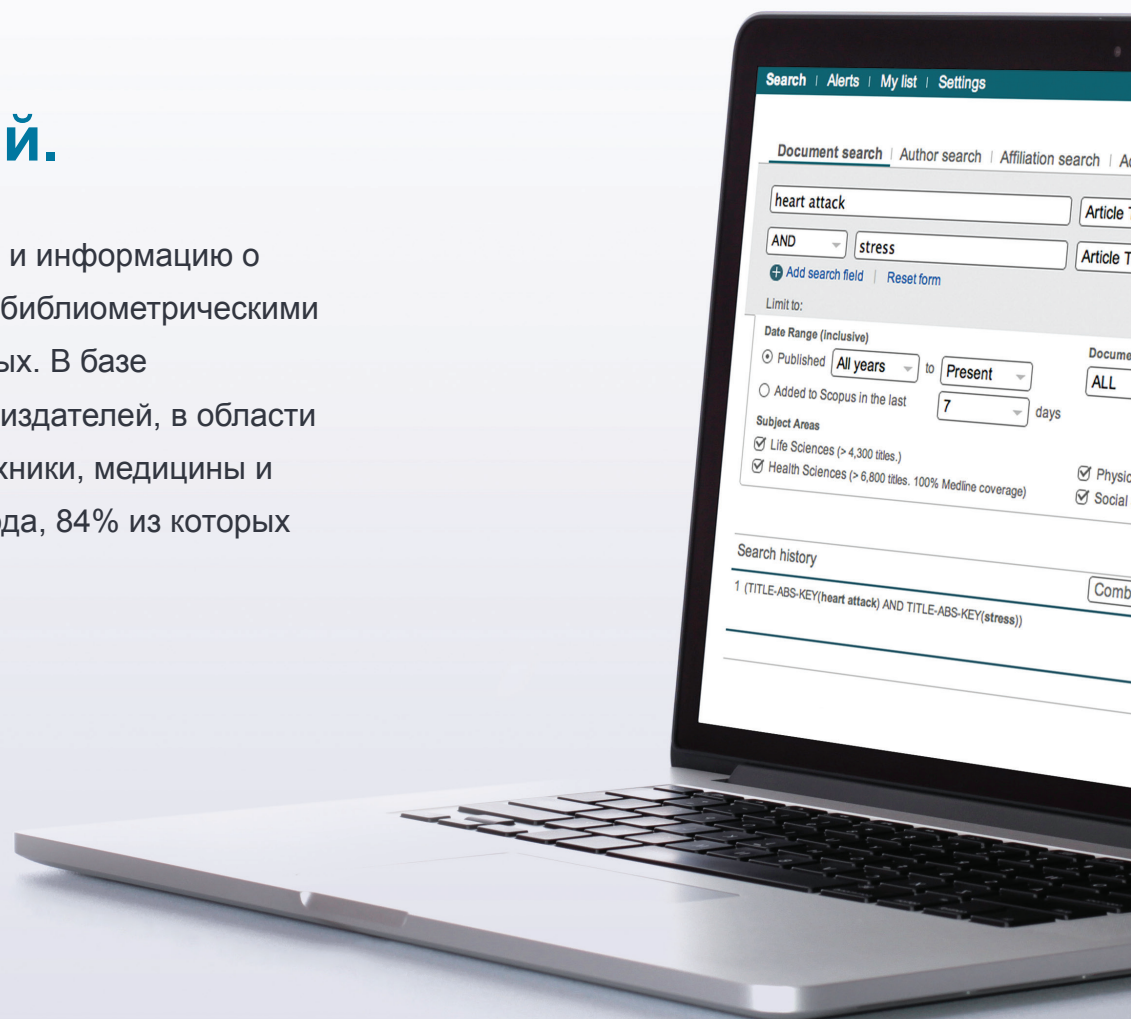 й.
и информацию о
библиометрическими
ых. В базе
издателей, в области
хники, медицины и
ода, 84% из которых
Search | Alerts | My list | Settings
Document search | Author search | Affiliation search |
heart attack
Article
AND stress
Article
Add search field | Reset form
Limit to:
Date Range (inclusive)
Published All years to Present
Docume
ALL
Added to Scopus in the last 7 days
Subject Areas
Life Sciences (> 4,300 titles.)
Physic
Health Sciences (> 6,800 titles. 100% Medline coverage)
Social
Search history
Comb
1 (TITLE-ABS-KEY(heart attack) AND TITLE-ABS-KEY(stress))